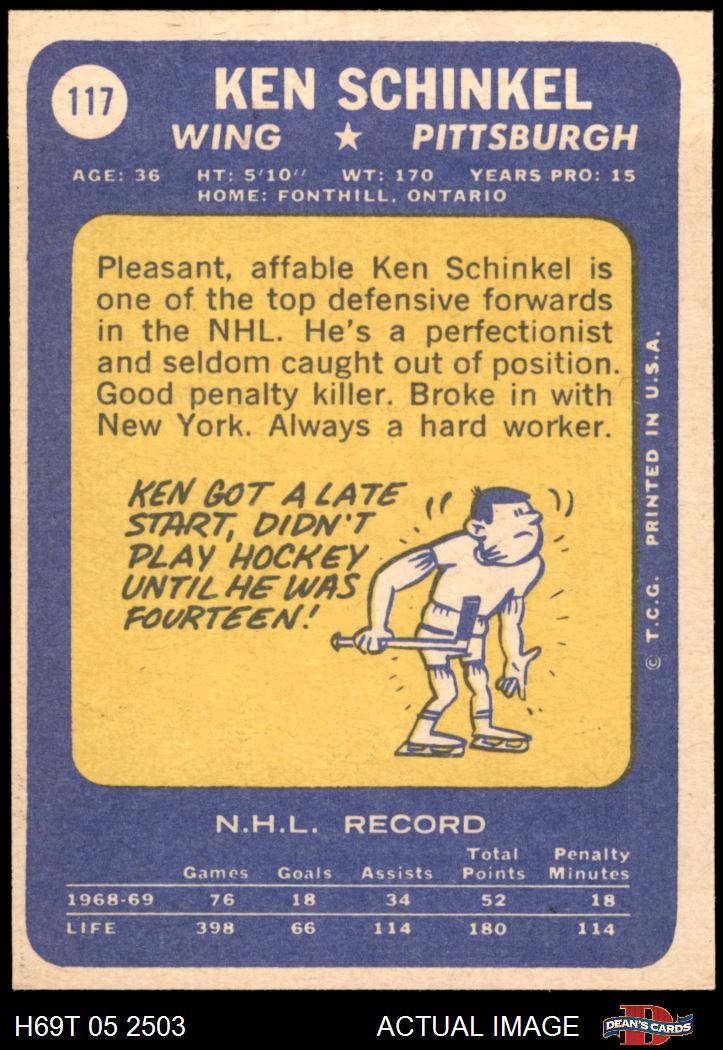 117
KEN SCHINKEL
WING ★ PITTSBURGH
AGE: 36 HT: 5'10'' WT: 170 YEARS PRO: 15
HOME: FONTHILL, ONTARIO
Pleasant, affable Ken Schinkel is
one of the top defensive forwards
in the NHL. He's a perfectionist
and seldom caught out of position.
Good penalty killer. Broke in with
New York. Always a hard worker.
KEN GOT A LATE
START, DIDN'T
PLAY HOCKEY
UNTIL HE WAS
FOURTEEN!
© T.C.G. PRINTED IN U.S.A.
N.H.L. RECORD
Games Goals Assists Total Points Penalty Minutes
1968-69 76 18 34 52 18
LIFE 398 66 114 180 114
H69T 05 2503 ACTUAL IMAGE
D
DEAN'S CARDS